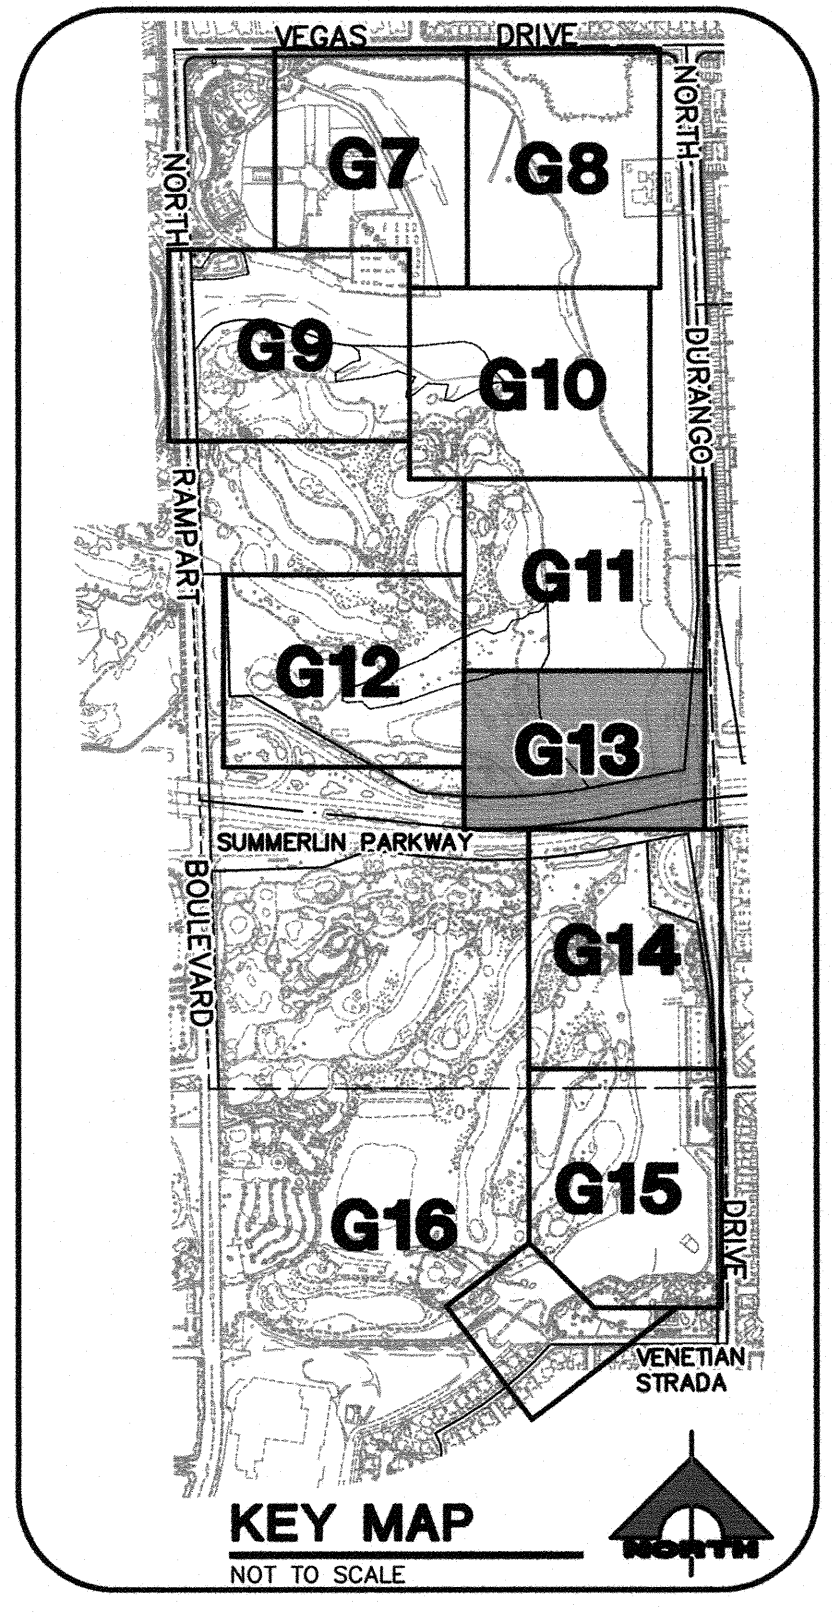 VEGAS DRIVE
NORTH
NORTH
G7
G8
G9
G10
DURANGO
RAMPART
G11
G12
G13
SUMMERLIN PARKWAY
BOULEVARD
G14
G15
G16
DRIVE
VENETIAN
STRADA
KEY MAP
NOT TO SCALE
NORTH